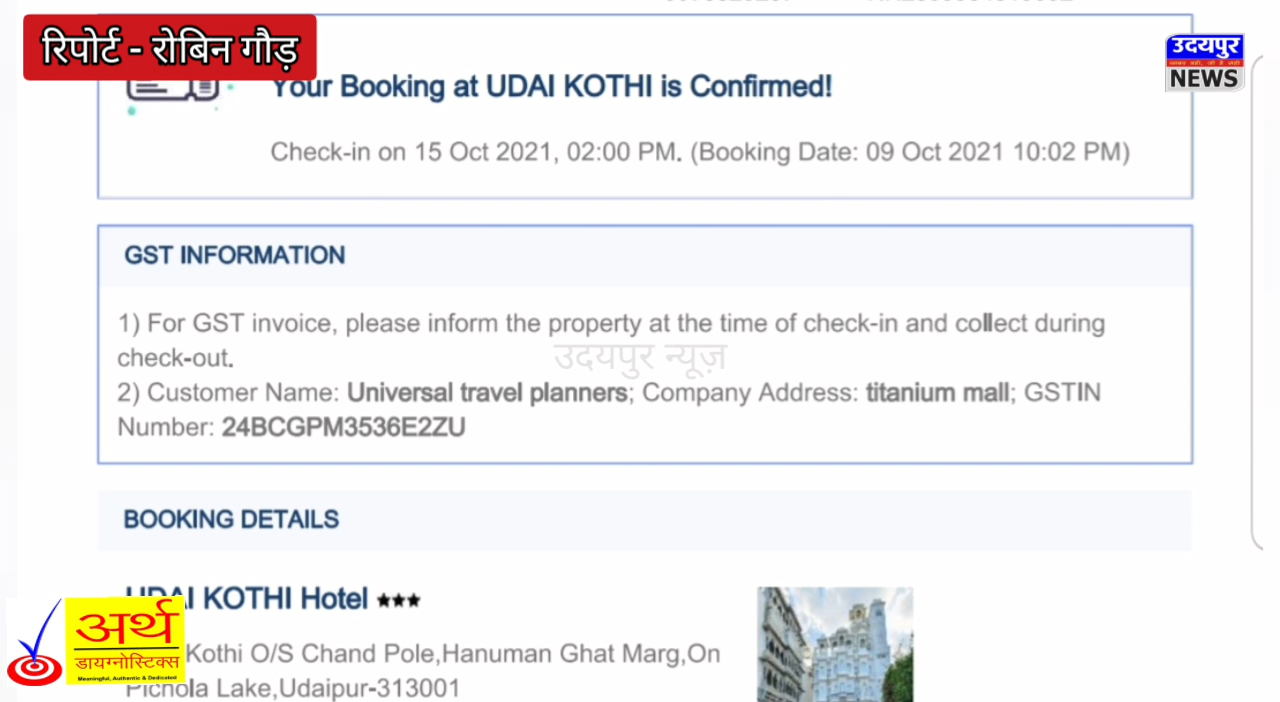 रिपोर्ट - रोबिन गौड़
उदयपुर
NEWS
Your Booking at UDAI KOTHI is Confirmed!
Check-in on 15 Oct 2021, 02:00 PM. (Booking Date: 09 Oct 2021 10:02 PM)
GST INFORMATION
1) For GST invoice, please inform the property at the time of check-in and collect during
check-out.
उदयपुर न्यूज़
2) Customer Name: Universal travel planners; Company Address: titanium mall; GSTIN
Number: 24BCGPM3536E2ZU
BOOKING DETAILS
UDAI KOTHI Hotel ★★★
Kothi O/S Chand Pole,Hanuman Ghat Marg,On
Pichola Lake,Udaipur-313001
अर्थ
डायग्नोस्टिक्स
Meaningful, Authentic & Dedicated